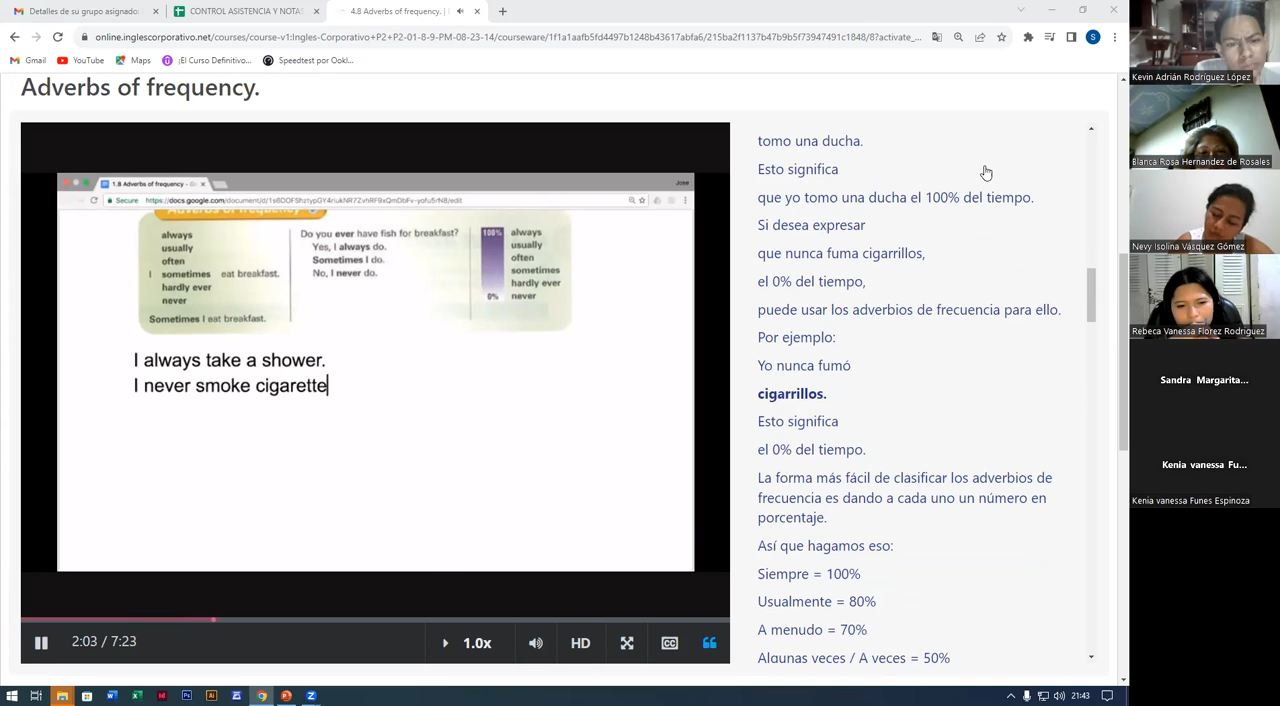 Detalles de su grupo asignado:
CONTROL ASISTENCIA Y NOTAS
4.8 Adverbs of frequency. |
online.inglescorporativo.net/courses/course-v1:Ingles-Corporativo+P2+P2-01-8-9-PM-08-23-14/courseware/1f1a1aafb5fd4497b1248b43617abfa6/215ba2f1137b47b9b5f73947491c1848/8?activate_...
Gmail
YouTube
Maps
¡El Curso Definitivo...
Speedtest por Ookl...
Adverbs of frequency.
1.8 Adverbs of frequency - Go
Jose
Secure
https://docs.google.com/document/d/1s6DOFShztypGY4riukNR7ZvhRF9xQmDbFv-yofu5rN8/edit
Adverbs of frequency
always
usually
often
I sometimes eat breakfast.
hardly ever
never
Sometimes I eat breakfast.
Do you ever have fish for breakfast?
Yes, I always do.
Sometimes I do.
No, I never do.
100% always
usually
often
sometimes
hardly ever
0% never
I always take a shower.
I never smoke cigarette
2:03 / 7:23
1.0x
HD
CC
tomo una ducha.
Esto significa
que yo tomo una ducha el 100% del tiempo.
Si desea expresar
que nunca fuma cigarrillos,
el 0% del tiempo,
puede usar los adverbios de frecuencia para ello.
Por ejemplo:
Yo nunca fumó
cigarrillos.
Esto significa
el 0% del tiempo.
La forma más fácil de clasificar los adverbios de
frecuencia es dando a cada uno un número en
porcentaje.
Así que hagamos eso:
Siempre = 100%
Usualmente = 80%
A menudo = 70%
Algunas veces / A veces = 50%
Kevin Adrián Rodríguez López
Blanca Rosa Hernandez de Rosales
Nevy Isolina Vásquez Gómez
Rebeca Vanessa Florez Rodriguez
Sandra Margarita...
Kenia vanessa Fu...
Kenia vanessa Funes Espinoza
21:43